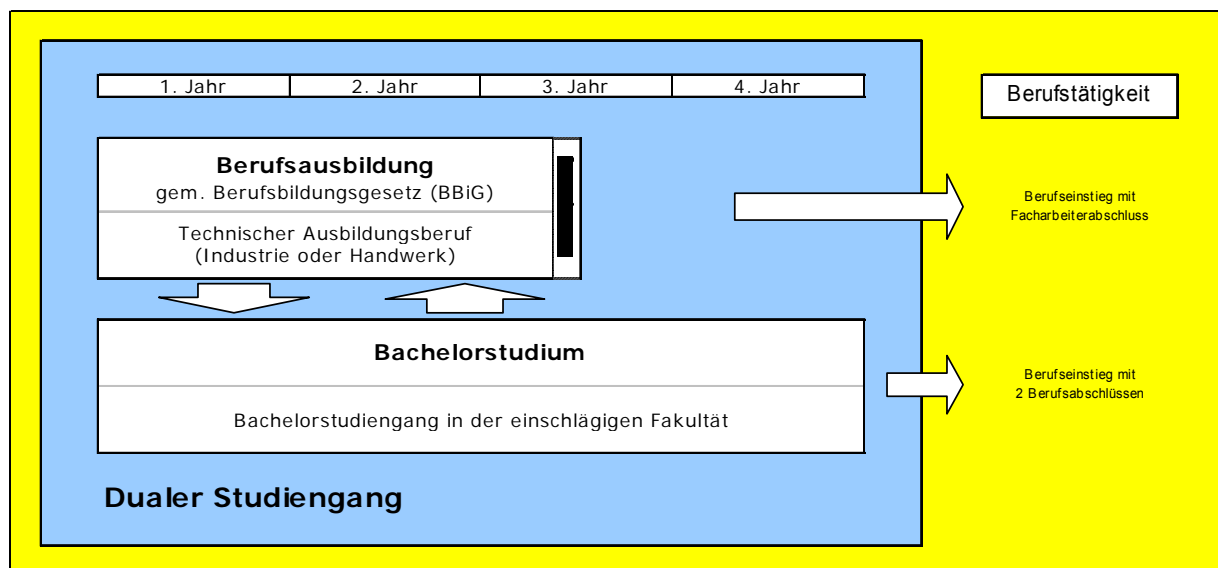 1. Jahr 2. Jahr 3. Jahr 4. Jahr
Berufstätigkeit
Berufsausbildung
gem. Berufsbildungsgesetz (BBiG)
Technischer Ausbildungsberuf
(Industrie oder Handwerk)
Berufseinstieg mit
Facharbeiterabschluss
Bachelorstudium
Bachelorstudiengang in der einschlägigen Fakultät
Berufseinstieg mit
2 Berufsabschlüssen
Dualer Studiengang